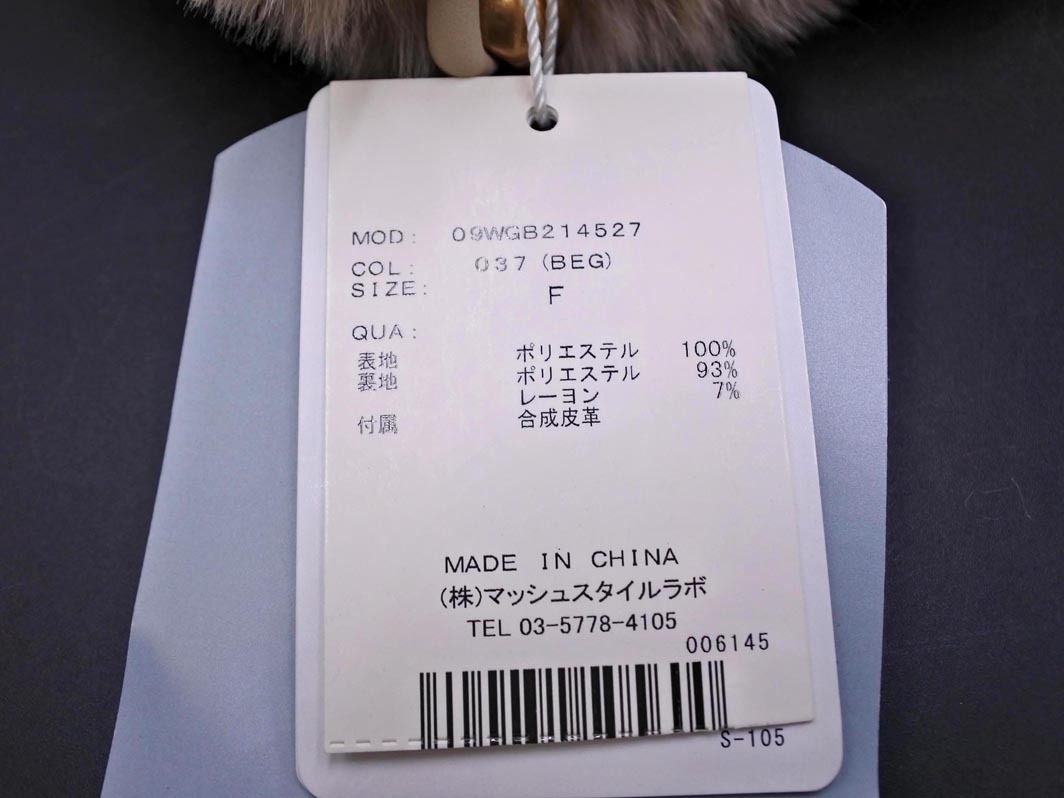 MOD: 09WGB214527
COL: 037 (BEG)
SIZE: F
QUA:
表地 ポリエステル 100%
裏地 ポリエステル 93%
レーヨン 7%
付属 合成皮革
MADE IN CHINA
(株)マッシュスタイルラボ
TEL 03-5778-4105
006145
S-105